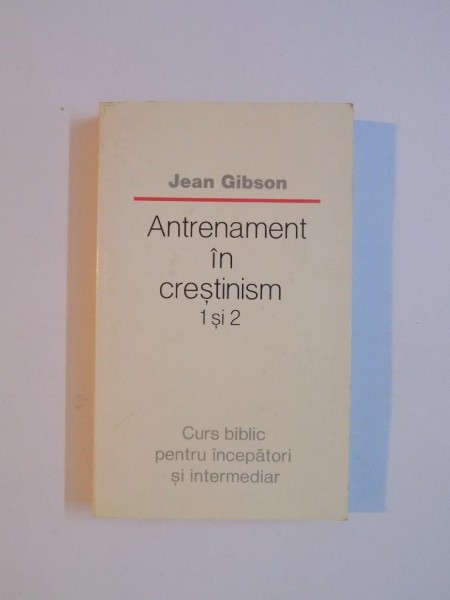 Jean Gibson
Antrenament
în
creștinism
1 și 2
Curs biblic
pentru începători
și intermediar